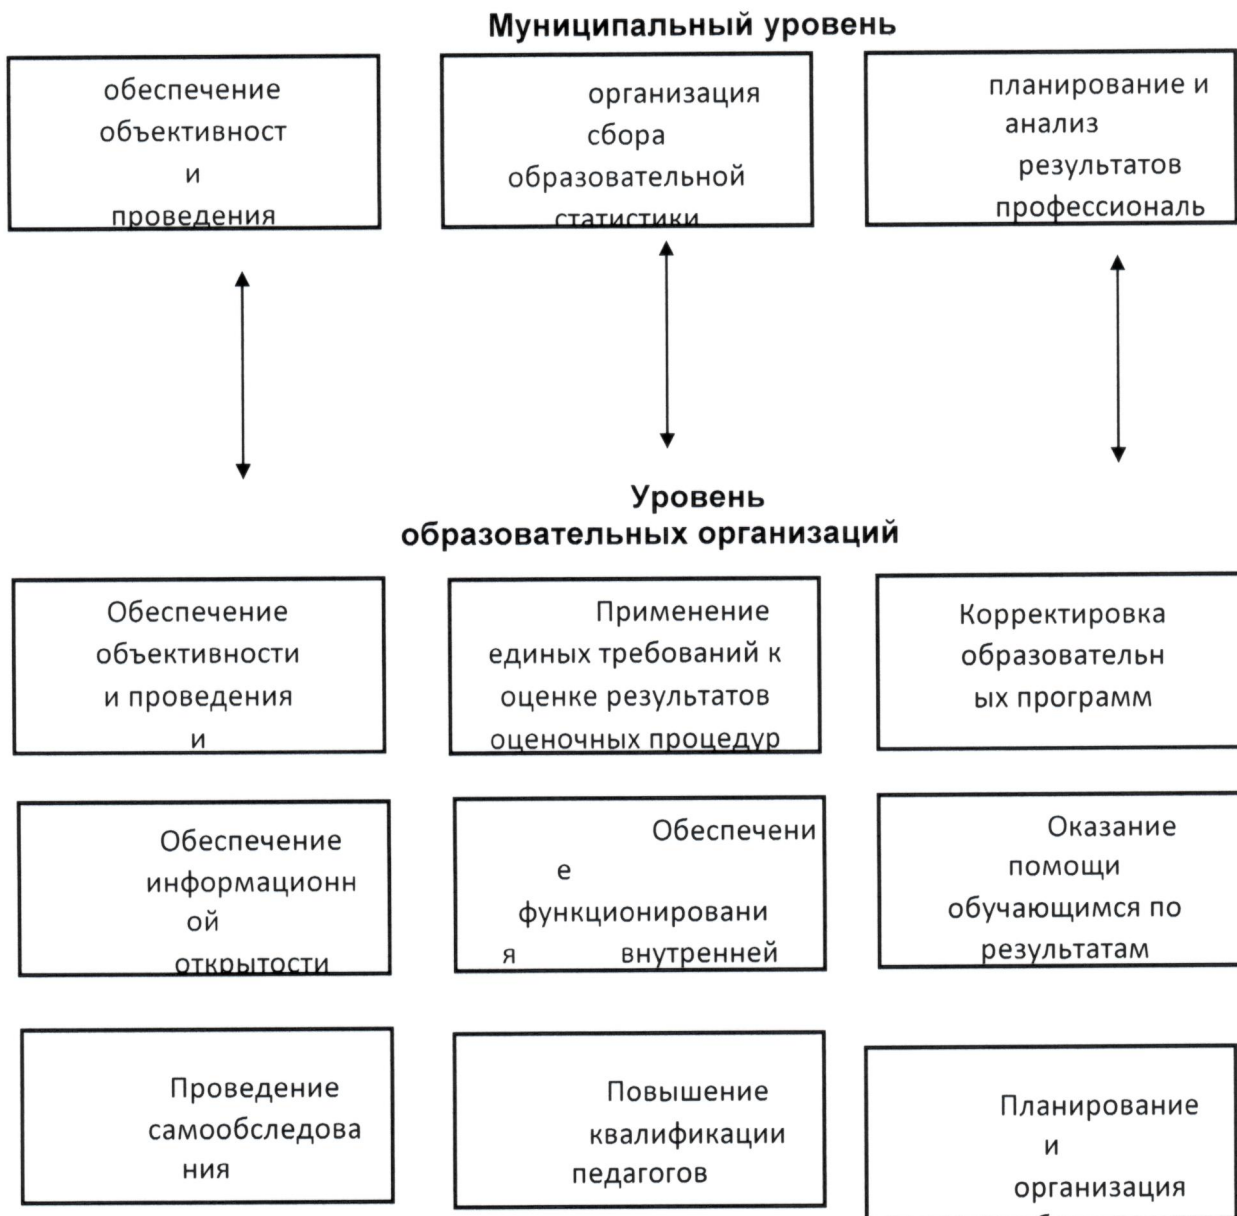 Муниципальный уровень
обеспечение
объективност
и
проведения
организация
сбора
образовательной
статистики
планирование и
анализ
результатов
профессиональ
Уровень
образовательных организаций
Обеспечение
объективности
и проведения
и
Применение
единых требований к
оценке результатов
оценочных процедур
Корректировка
образовательн
ых программ
Обеспечение
информационн
ой
открытости
Обеспечени
е
функционировани
я внутренней
Оказание
помощи
обучающимся по
результатам
Проведение
самообследова
ния
Повышение
квалификации
педагогов
Планирование
и
организация